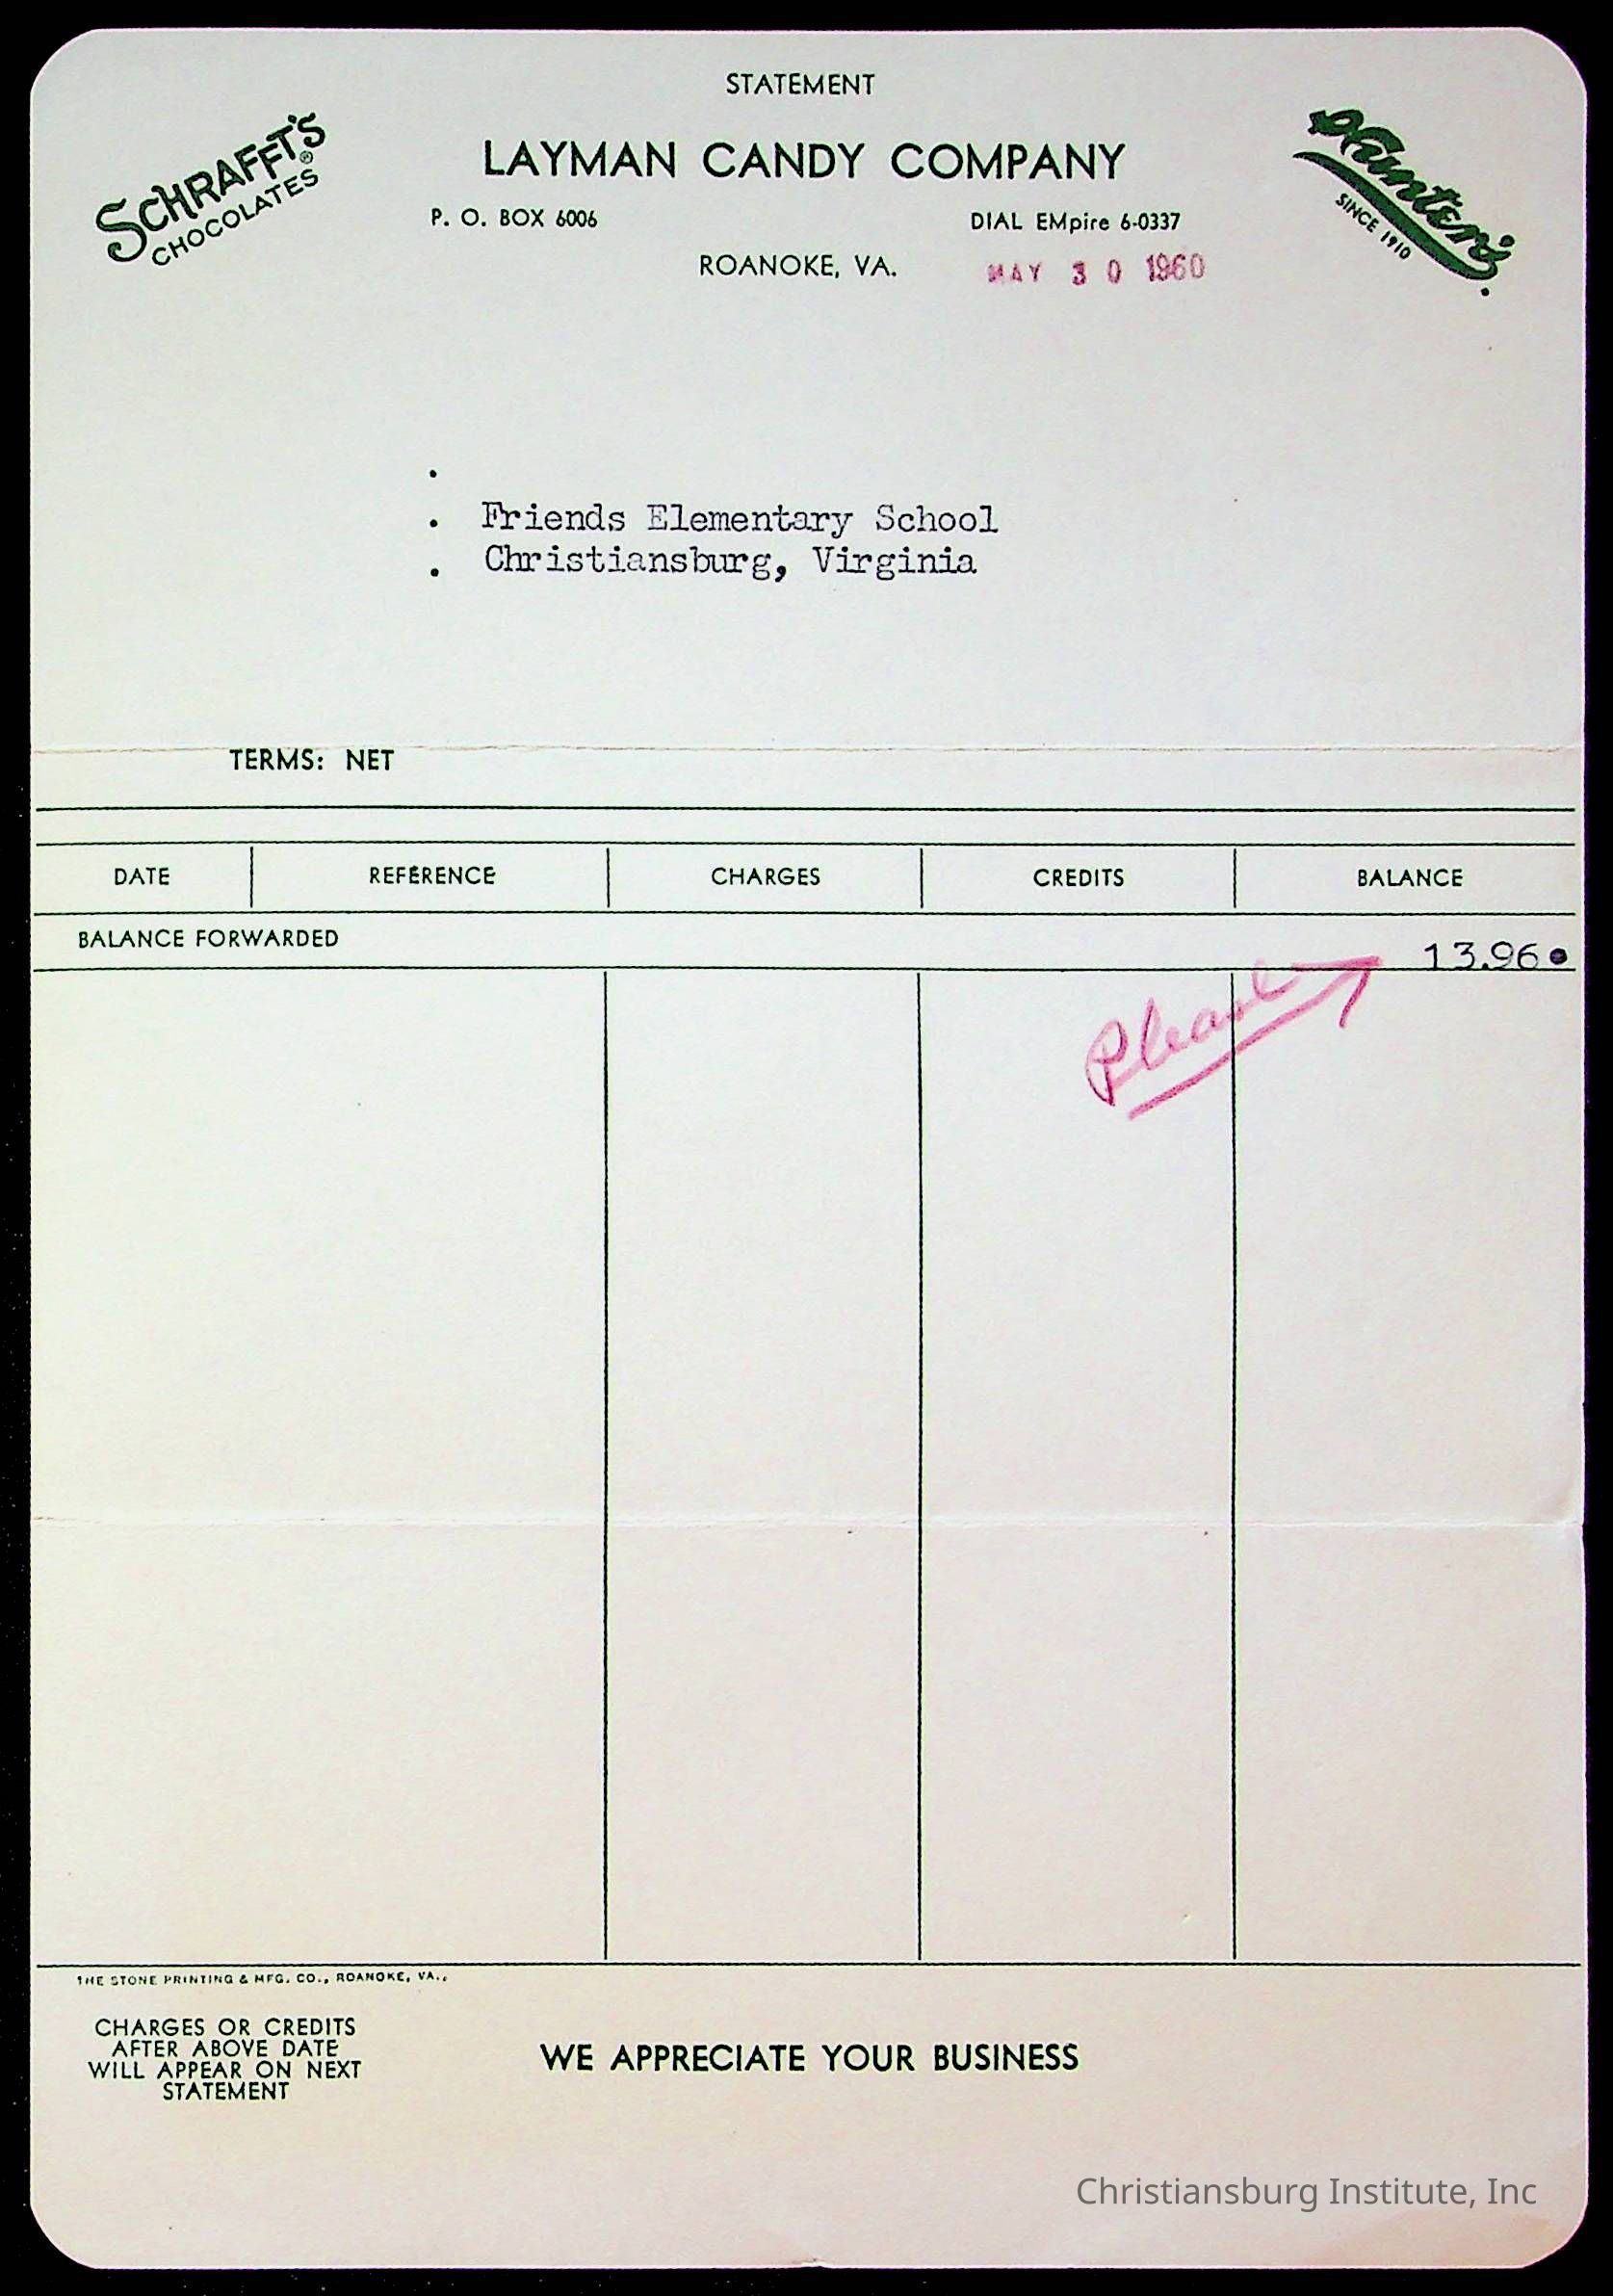 STATEMENT
SCHRAFFT'S®
CHOCOLATES
LAYMAN CANDY COMPANY
Gunter's
SINCE 1910
P. O. BOX 6006
DIAL EMpire 6-0337
ROANOKE, VA.
MAY 30 1960
Friends Elementary School
Christiansburg, Virginia
TERMS: NET
DATE REFERENCE CHARGES CREDITS BALANCE
BALANCE FORWARDED 13.96
Please
THE STONE PRINTING & MFG. CO., ROANOKE, VA.,
CHARGES OR CREDITS
AFTER ABOVE DATE
WILL APPEAR ON NEXT
STATEMENT
WE APPRECIATE YOUR BUSINESS
Christiansburg Institute, Inc